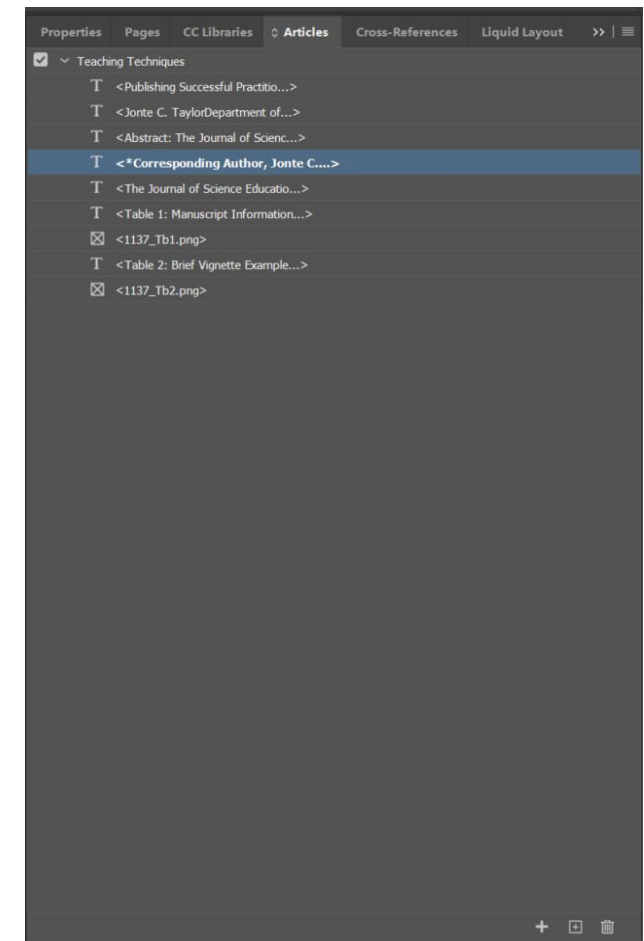 Properties Pages CC Libraries Articles Cross-References Liquid Layout >>
Teaching Techniques
T <Publishing Successful Practitio...>
T <Jonte C. TaylorDepartment of...>
T <Abstract: The Journal of Scienc...>
T <*Corresponding Author, Jonte C....>
T <The Journal of Science Educatio...>
T <Table 1: Manuscript Information...>
<1137_Tb1.png>
T <Table 2: Brief Vignette Example...>
<1137_Tb2.png>